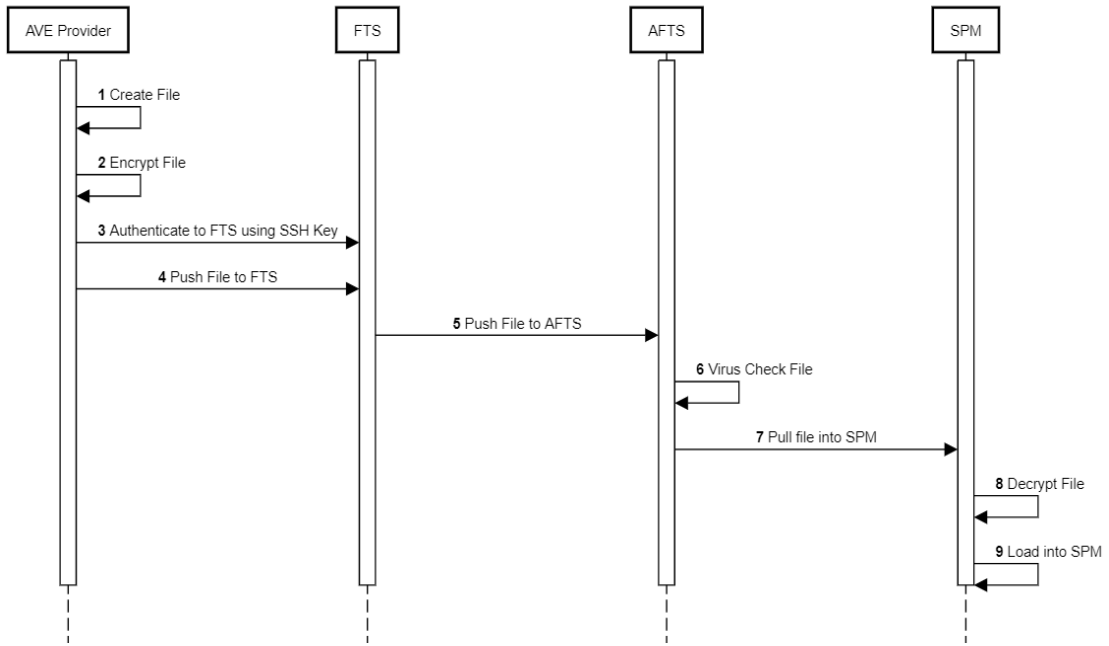 AVE Provider
FTS
AFTS
SPM
1 Create File
2 Encrypt File
3 Authenticate to FTS using SSH Key
4 Push File to FTS
5 Push File to AFTS
6 Virus Check File
7 Pull file into SPM
8 Decrypt File
9 Load into SPM